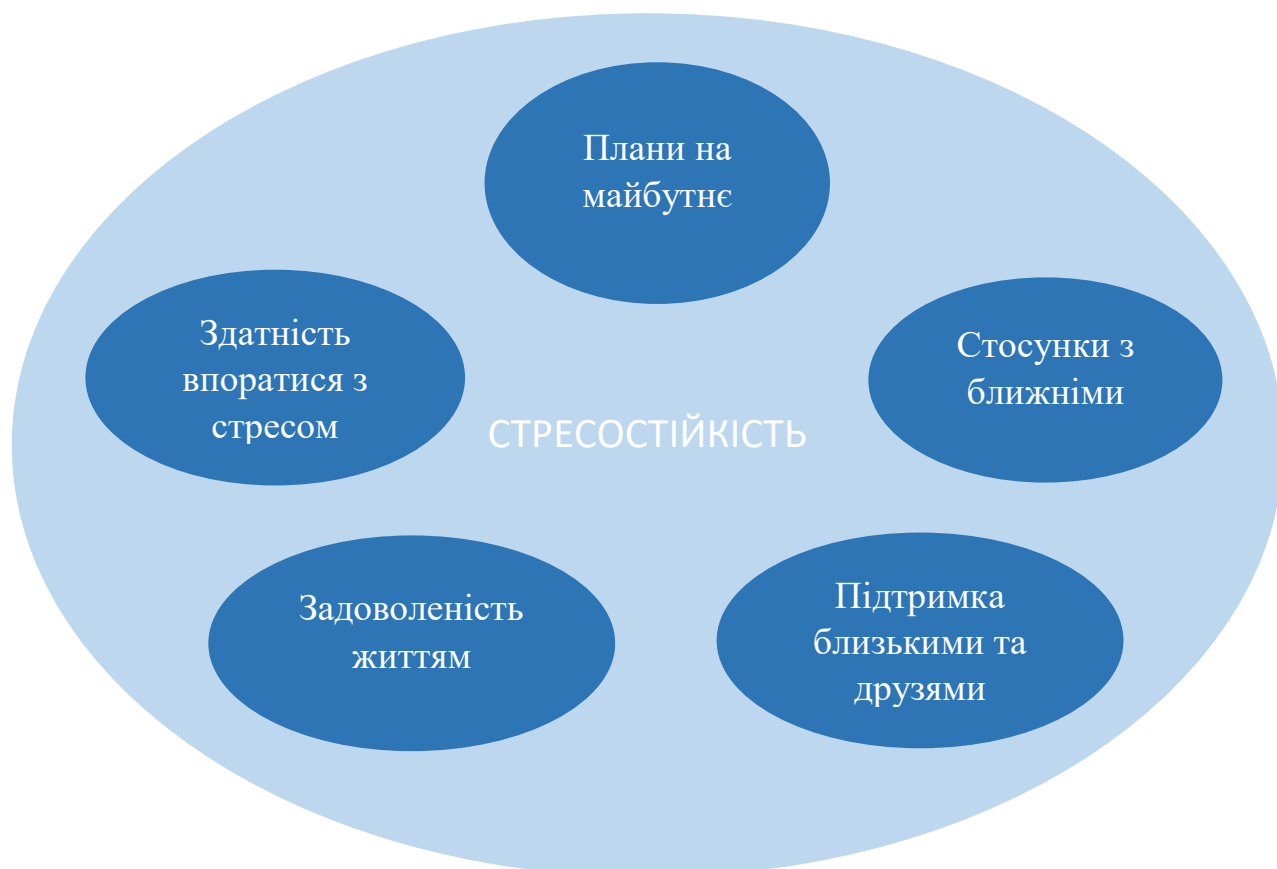 Плани на
майбутнє
Здатність
впоратися з
стресом
Стосунки з
ближніми
СТРЕСОСТІЙКІСТЬ
Задоволеність
життям
Підтримка
близькими та
друзями